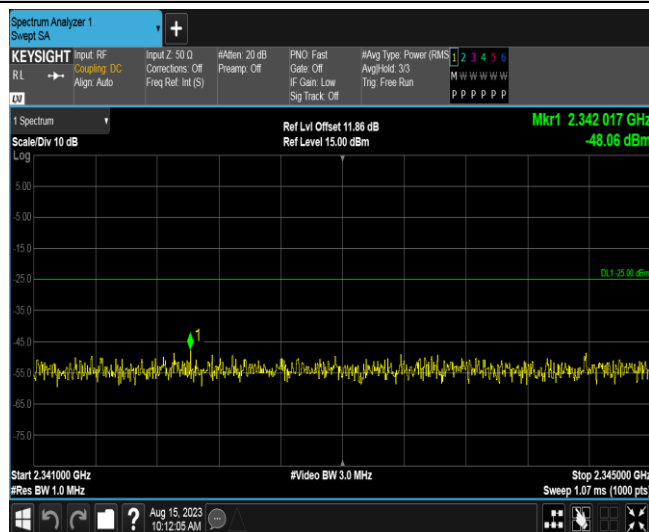 Spectrum Analyzer 1
Swept SA
+
KEYSIGHT
RL
LXI
Input: RF
Coupling: DC
Align: Auto
Input Z: 50 Ω
Corrections: Off
Freq Ref: Int (S)
#Atten: 20 dB
Preamp: Off
PNO: Fast
Gate: Off
IF Gain: Low
Sig Track: Off
#Avg Type: Power (RMS
Avg|Hold: 3/3
Trig: Free Run
1 2 3 4 5 6
M W W W W W
P P P P P P
1 Spectrum
Scale/Div 10 dB
Log
Ref Lvl Offset 11.86 dB
Ref Level 15.00 dBm
Mkr1 2.342 017 GHz
-48.06 dBm
5.00
-5.00
-15.0
DL1 -25.00 dBm
-25.0
-35.0
1
-45.0
-55.0
-65.0
-75.0
Start 2.341000 GHz
#Res BW 1.0 MHz
#Video BW 3.0 MHz
Stop 2.345000 GHz
Sweep 1.07 ms (1000 pts)
?
Aug 15, 2023
10:12:05 AM